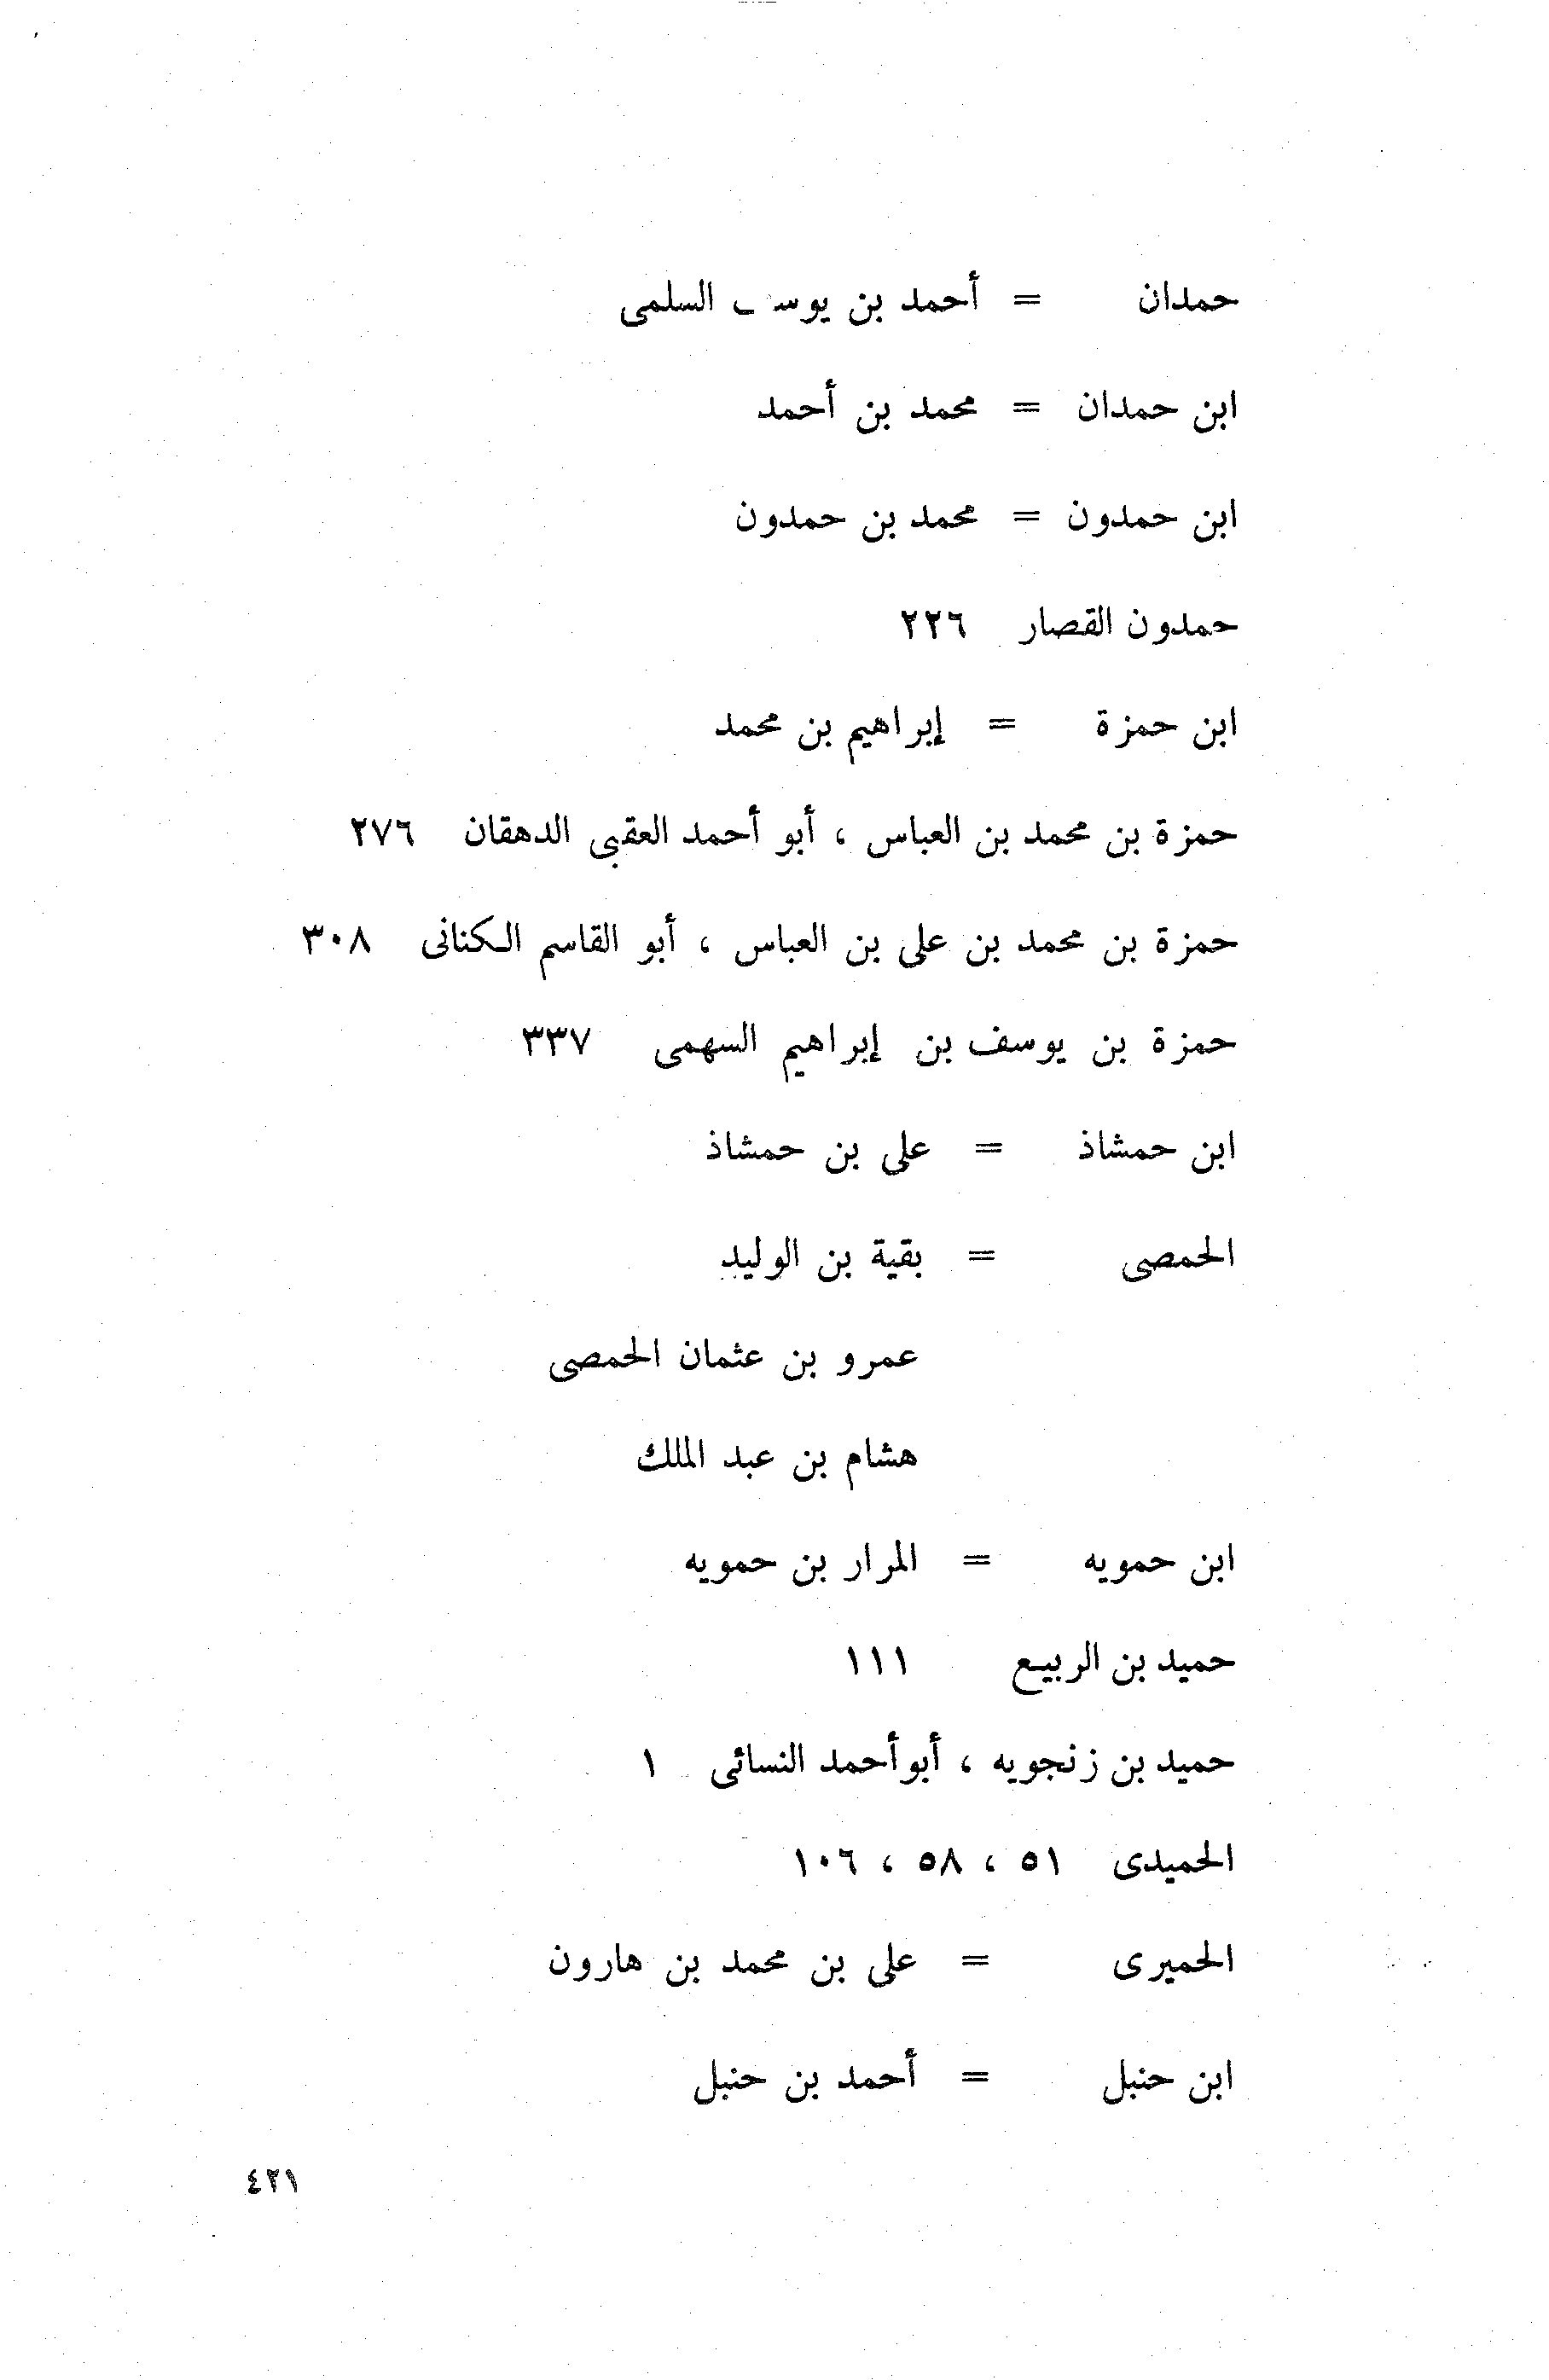 حمدان = أحمد بن يوسف السلمى
ابن حمدان = محمد بن أحمد
ابن حمدون = محمد بن حمدون
حمدون القصار ٢٢٦
ابن حمزة = إبراهيم بن محمد
حمزة بن محمد بن العباس ، أبو أحمد العقبى الدهقان ٢٧٦
حمزة بن محمد بن على بن العباس ، أبو القاسم الكنانى ٣٠٨
حمزة بن يوسف بن إبراهيم السهمى ٣٣٧
ابن حمشاذ = على بن حمشاذ
الحمصى = بقية بن الوليد
عمرو بن عثمان الحمصى
هشام بن عبد الملك
ابن حمويه = المرار بن حمويه
حميد بن الربيع ١١١
حميد بن زنجويه ، أبو أحمد النسائى ١
الحميدى ٥١ ، ٥٨ ، ١٠٦
الحميرى = على بن محمد بن هارون
ابن حنبل = أحمد بن حنبل
٤٢١